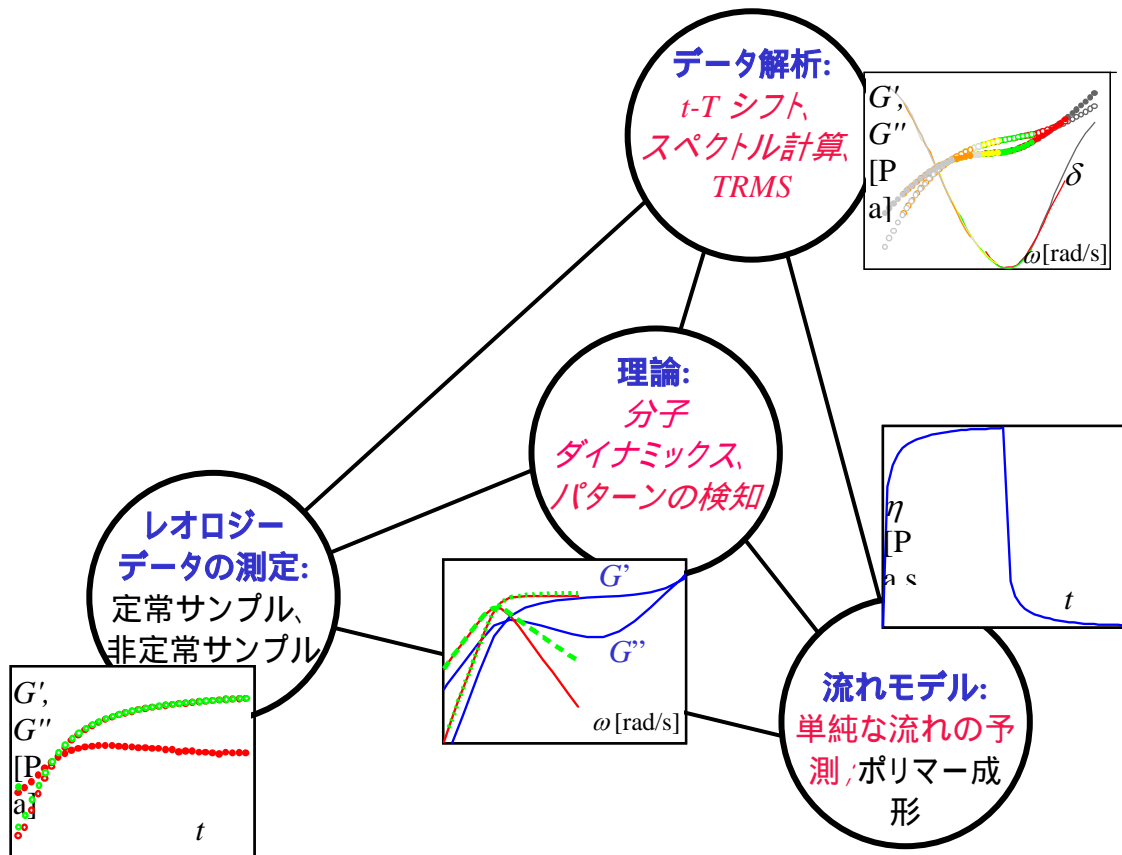 データ解析:
t-T シフト、
スペクトル計算、
TRMS
G',
G''
[P
a]
δ
ω[rad/s]
理論:
分子
ダイナミックス、
パターンの検知
η
[P
a s
t
レオロジー
データの測定:
定常サンプル、
非定常サンプル
G',
G''
[P
a]
t
G’
G”
ω[rad/s]
流れモデル:
単純な流れの予
測;ポリマー成
形